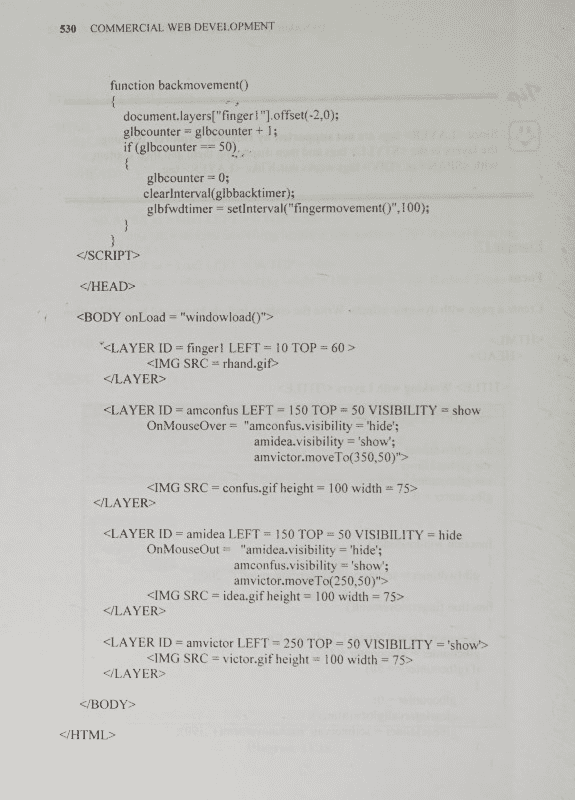 530 COMMERCIAL WEB DEVELOPMENT
function backmovement()
{
document.layers["finger1"].offset(-2,0);
glbcounter = glbcounter + 1;
if (glbcounter == 50)
{
glbcounter = 0;
clearInterval(glbbacktimer);
glbfwdtimer = setInterval("fingermovement()",100);
}
}
</SCRIPT>
</HEAD>
<BODY onLoad = "windowload()">
<LAYER ID = finger1 LEFT = 10 TOP = 60 >
<IMG SRC = rhand.gif>
</LAYER>
<LAYER ID = amconfus LEFT = 150 TOP = 50 VISIBILITY = show
OnMouseOver = "amconfus.visibility = 'hide';
amidea.visibility = 'show';
amvictor.moveTo(350,50)">
<IMG SRC = confus.gif height = 100 width = 75>
</LAYER>
<LAYER ID = amidea LEFT = 150 TOP = 50 VISIBILITY = hide
OnMouseOut = "amidea.visibility = 'hide';
amconfus.visibility = 'show';
amvictor.moveTo(250,50)">
<IMG SRC = idea.gif height = 100 width = 75>
</LAYER>
<LAYER ID = amvictor LEFT = 250 TOP = 50 VISIBILITY = 'show'>
<IMG SRC = victor.gif height = 100 width = 75>
</LAYER>
</BODY>
</HTML>